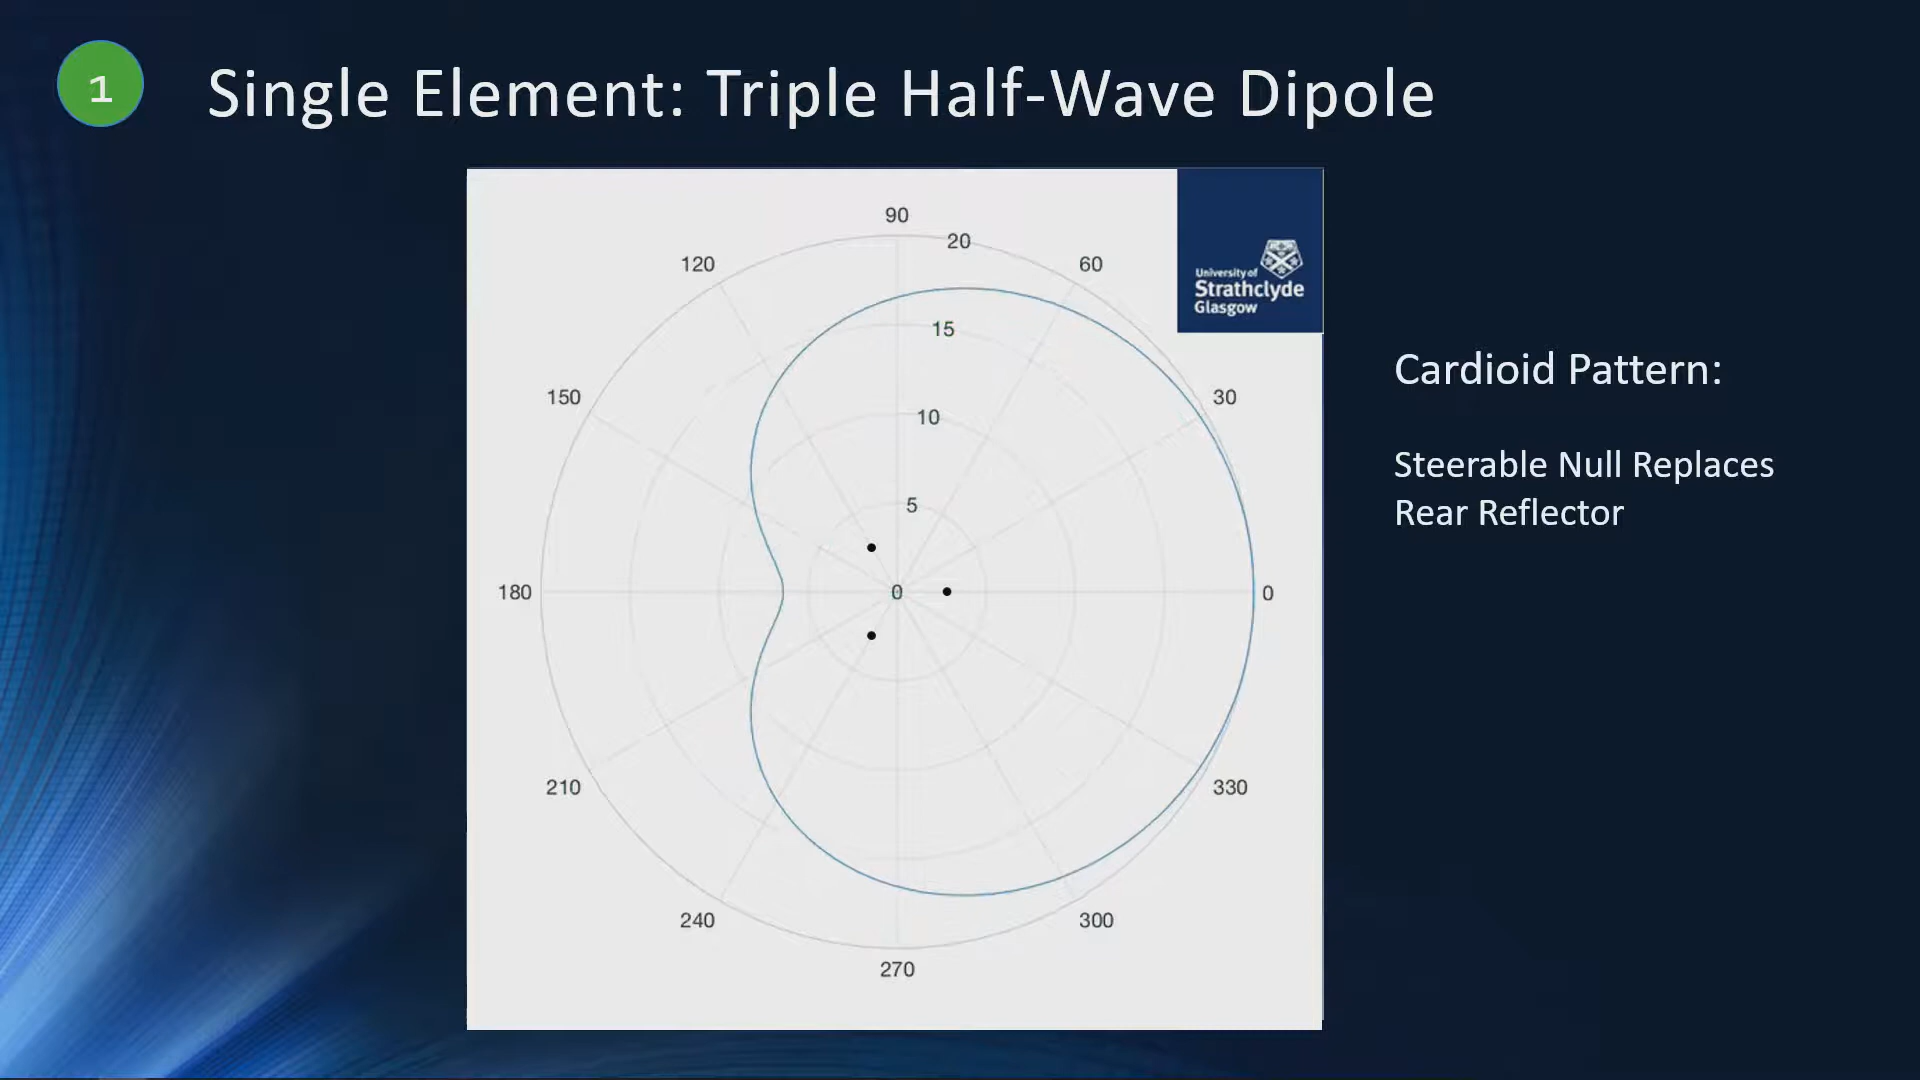 1
Single Element: Triple Half-Wave Dipole
90
20
120
60
University of
Strathclyde
Glasgow
15
Cardioid Pattern:
150
30
10
Steerable Null Replaces
Rear Reflector
5
180
0
0
210
330
240
300
270